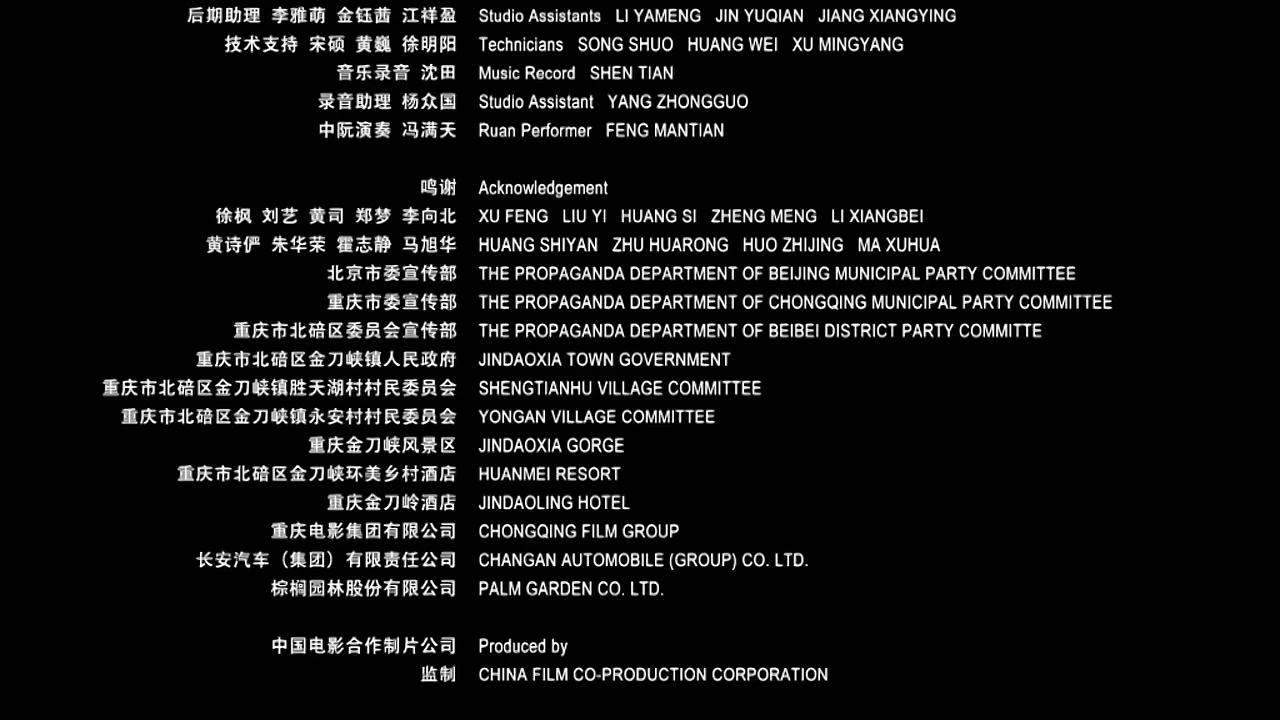 后期助理 李雅萌 金钰茜 江祥盈 Studio Assistants LI YAMENG JIN YUQIAN JIANG XIANGYING
技术支持 宋硕 黄巍 徐明阳 Technicians SONG SHUO HUANG WEI XU MINGYANG
音乐录音 沈田 Music Record SHEN TIAN
录音助理 杨众国 Studio Assistant YANG ZHONGGUO
中阮演奏 冯满天 Ruan Performer FENG MANTIAN
鸣谢 Acknowledgement
徐枫 刘艺 黄司 郑梦 李向北 XU FENG LIU YI HUANG SI ZHENG MENG LI XIANGBEI
黄诗俨 朱华荣 霍志静 马旭华 HUANG SHIYAN ZHU HUARONG HUO ZHIJING MA XUHUA
北京市委宣传部 THE PROPAGANDA DEPARTMENT OF BEIJING MUNICIPAL PARTY COMMITTEE
重庆市委宣传部 THE PROPAGANDA DEPARTMENT OF CHONGQING MUNICIPAL PARTY COMMITTEE
重庆市北碚区委员会宣传部 THE PROPAGANDA DEPARTMENT OF BEIBEI DISTRICT PARTY COMMITTE
重庆市北碚区金刀峡镇人民政府 JINDAOXIA TOWN GOVERNMENT
重庆市北碚区金刀峡镇胜天湖村村民委员会 SHENGTIANHU VILLAGE COMMITTEE
重庆市北碚区金刀峡镇永安村村民委员会 YONGAN VILLAGE COMMITTEE
重庆金刀峡风景区 JINDAOXIA GORGE
重庆市北碚区金刀峡环美乡村酒店 HUANMEI RESORT
重庆金刀岭酒店 JINDAOLING HOTEL
重庆电影集团有限公司 CHONGQING FILM GROUP
长安汽车（集团）有限责任公司 CHANGAN AUTOMOBILE (GROUP) CO. LTD.
棕榈园林股份有限公司 PALM GARDEN CO. LTD.
中国电影合作制片公司 Produced by
监制 CHINA FILM CO-PRODUCTION CORPORATION